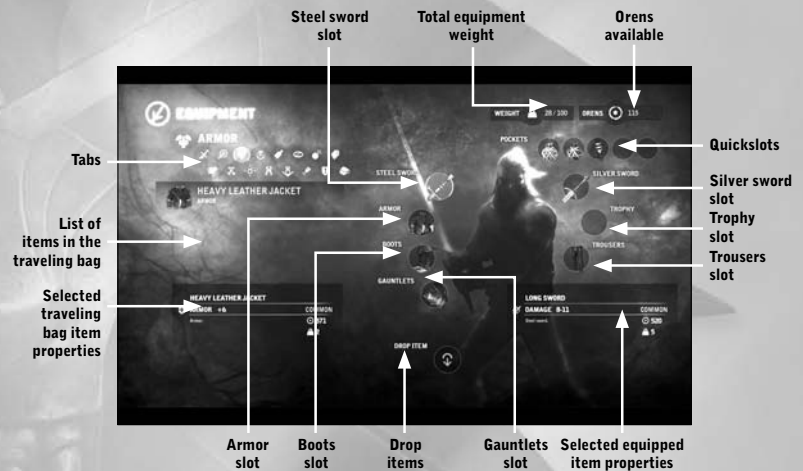 Steel sword
slot
Total equipment
weight
Orens
available
EQUIPMENT
WEIGHT 28 / 100 ORENS 115
ARMOR
POCKETS
Quickslots
Tabs
STEEL SWORD
SILVER SWORD
Silver sword
slot
HEAVY LEATHER JACKET
ARMOR
ARMOR
TROPHY
Trophy
slot
List of
items in the
traveling bag
BOOTS
TROUSERS
Trousers
slot
GAUNTLETS
Selected
traveling
bag item
properties
HEAVY LEATHER JACKET
ARMOR +6 COMMON
Armor
371
LONG SWORD
DAMAGE 8-11 COMMON
Steel sword
520
5
DROP ITEM
Armor
slot
Boots
slot
Drop
items
Gauntlets
slot
Selected equipped
item properties